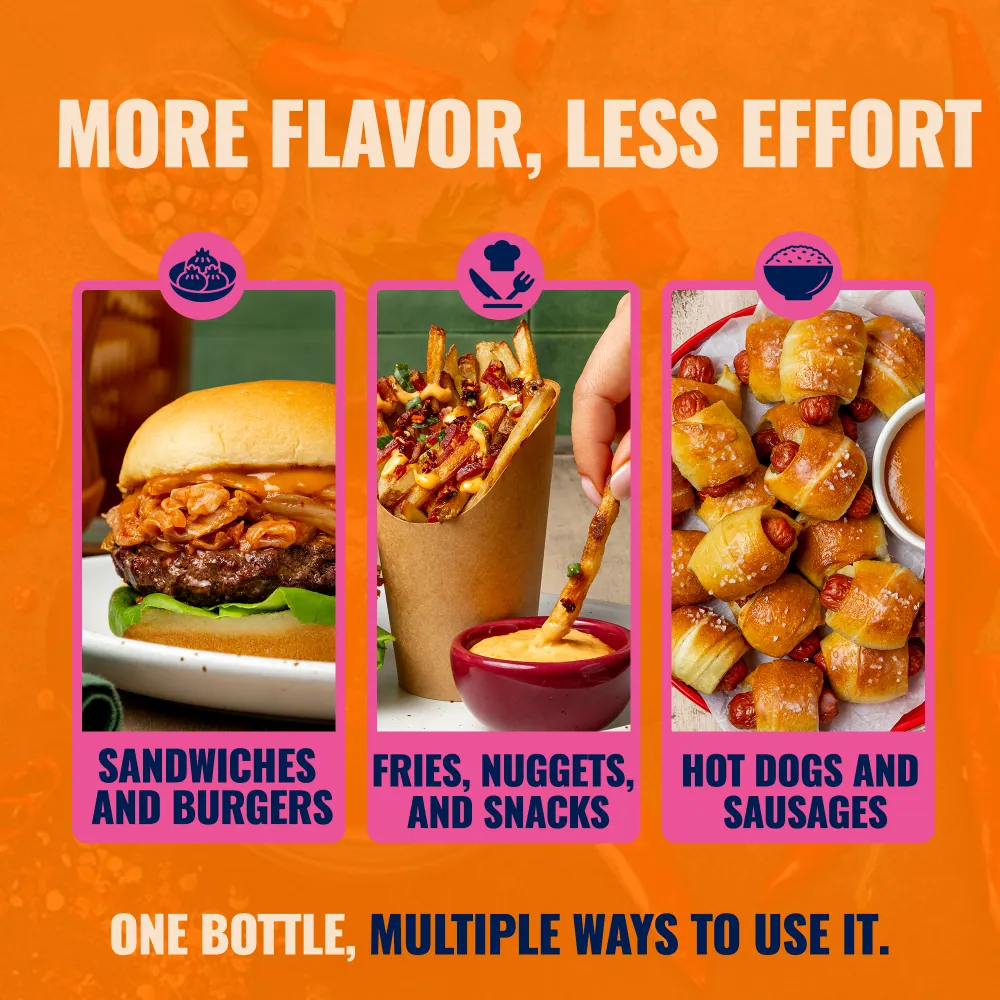 MORE FLAVOR, LESS EFFORT
SANDWICHES
AND BURGERS
FRIES, NUGGETS,
AND SNACKS
HOT DOGS AND
SAUSAGES
ONE BOTTLE, MULTIPLE WAYS TO USE IT.